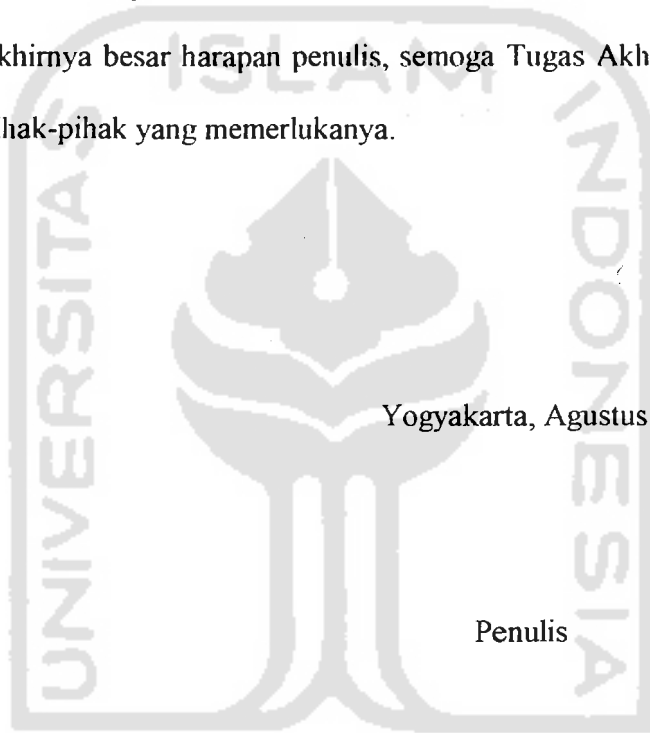 khirnya besar harapan penulis, semoga Tugas Akh
hak-pihak yang memerlukanya.
ISLAM
UNIVERSITAS
INDONESIA
Yogyakarta, Agustus
Penulis